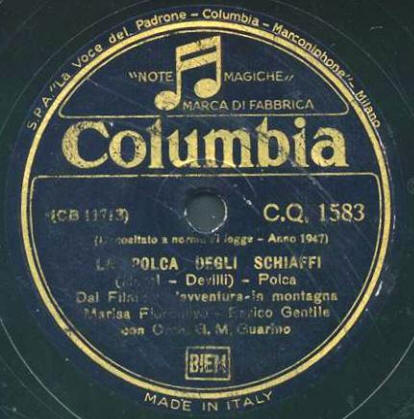 S.P.A. "La Voce del Padrone - Columbia - Marconiphone" - Milano
"NOTE MAGICHE"
MARCA DI FABBRICA
Columbia
(CB 11713) C.Q. 1583
(Depositato a norma di legge - Anno 1947)
LA POLCA DEGLI SCHIAFFI
- Devilli) - Polca
Dal Film avventura in montagna
Marisa Fiordaliso - Enrico Gentile
con Orch. G. M. Guarino
BIEM
MADE IN ITALY